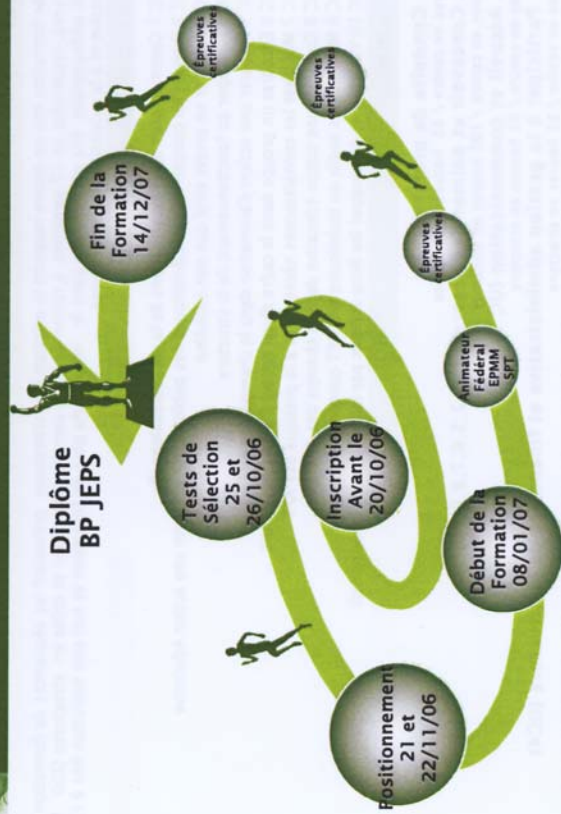 Diplôme
BP JEPS
Inscription
Avant le
20/10/06
Tests de
Sélection
25 et
26/10/06
Positionnement
21 et
22/11/06
Début de la
Formation
08/01/07
Animateur
Fédéral
EPMM
SPT
Épreuves
certificatives
Épreuves
certificatives
Épreuves
certificatives
Fin de la
Formation
14/12/07